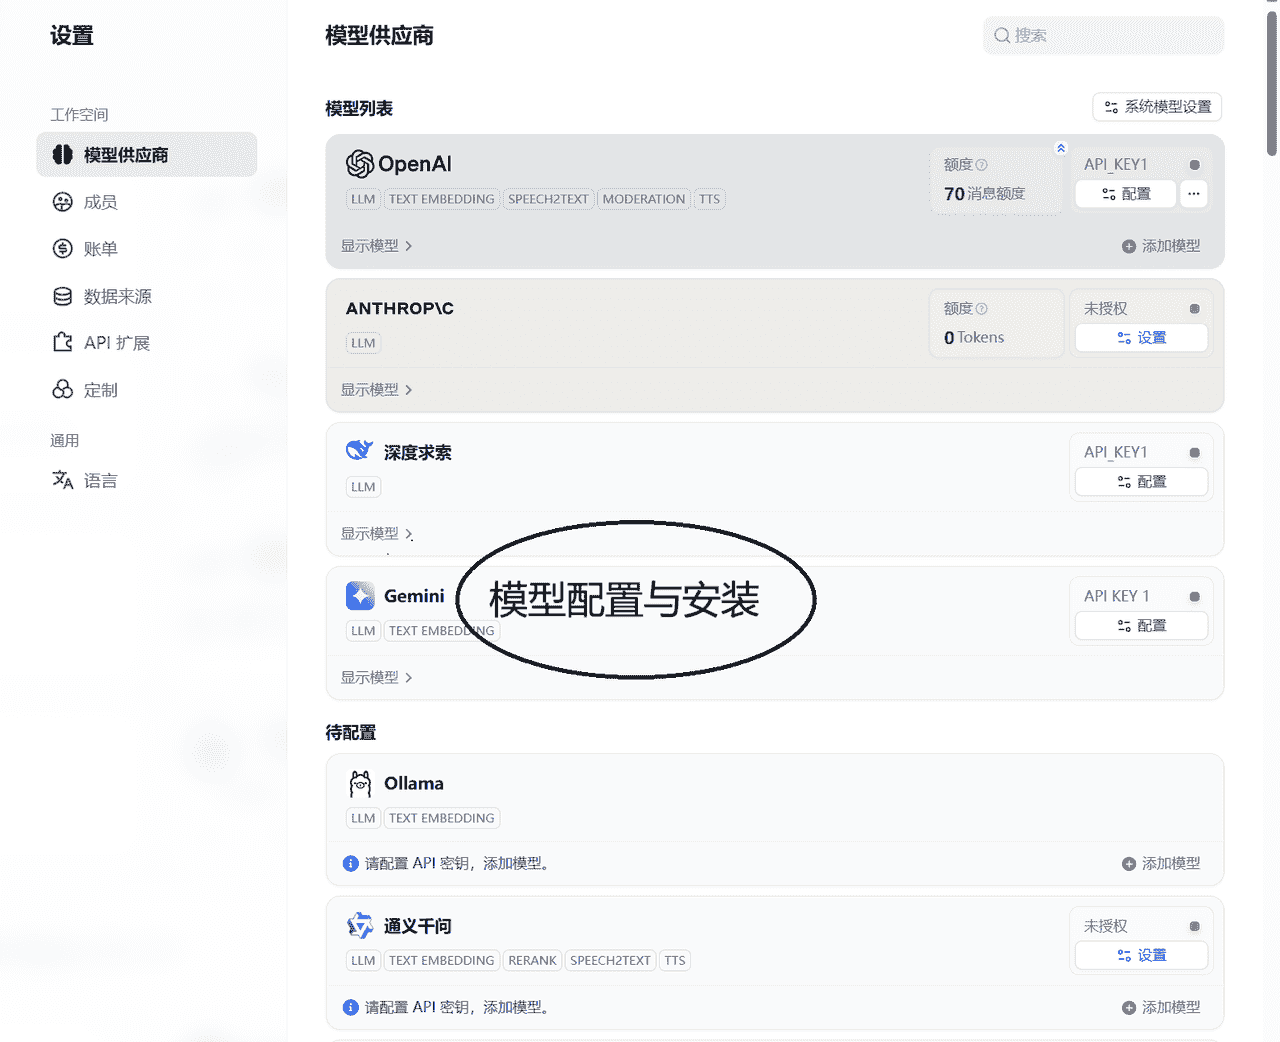 设置
工作空间
模型供应商
成员
账单
数据来源
API 扩展
定制
通用
语言
模型供应商
搜索
模型列表
系统模型设置
OpenAI
LLM TEXT EMBEDDING SPEECH2TEXT MODERATION TTS
额度
70 消息额度
API_KEY1
配置
显示模型
添加模型
ANTHROP\C
LLM
额度
0 Tokens
未授权
设置
显示模型
深度求索
LLM
API_KEY1
配置
显示模型
Gemini
LLM TEXT EMBEDDING
模型配置与安装
API KEY 1
配置
显示模型
待配置
Ollama
LLM TEXT EMBEDDING
请配置 API 密钥，添加模型。
添加模型
通义千问
LLM TEXT EMBEDDING RERANK SPEECH2TEXT TTS
未授权
设置
请配置 API 密钥，添加模型。
添加模型